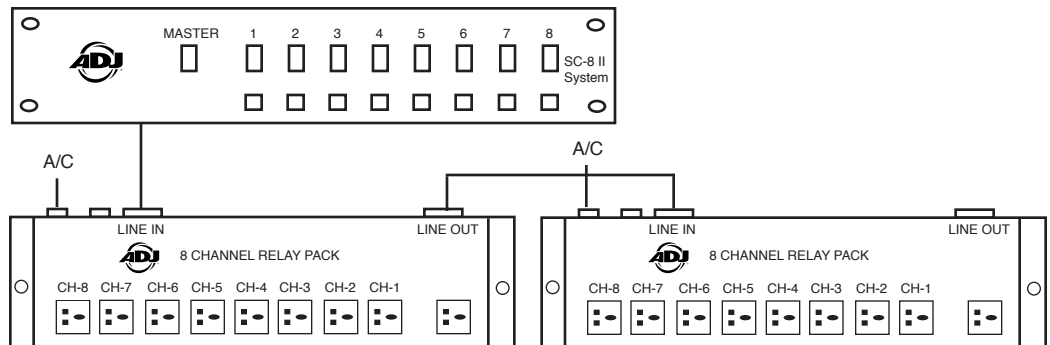 MASTER 1 2 3 4 5 6 7 8
ADJ
SC-8 II
System
A/C
A/C
LINE IN
LINE OUT
ADJ 8 CHANNEL RELAY PACK
CH-8 CH-7 CH-6 CH-5 CH-4 CH-3 CH-2 CH-1
LINE IN
LINE OUT
ADJ 8 CHANNEL RELAY PACK
CH-8 CH-7 CH-6 CH-5 CH-4 CH-3 CH-2 CH-1